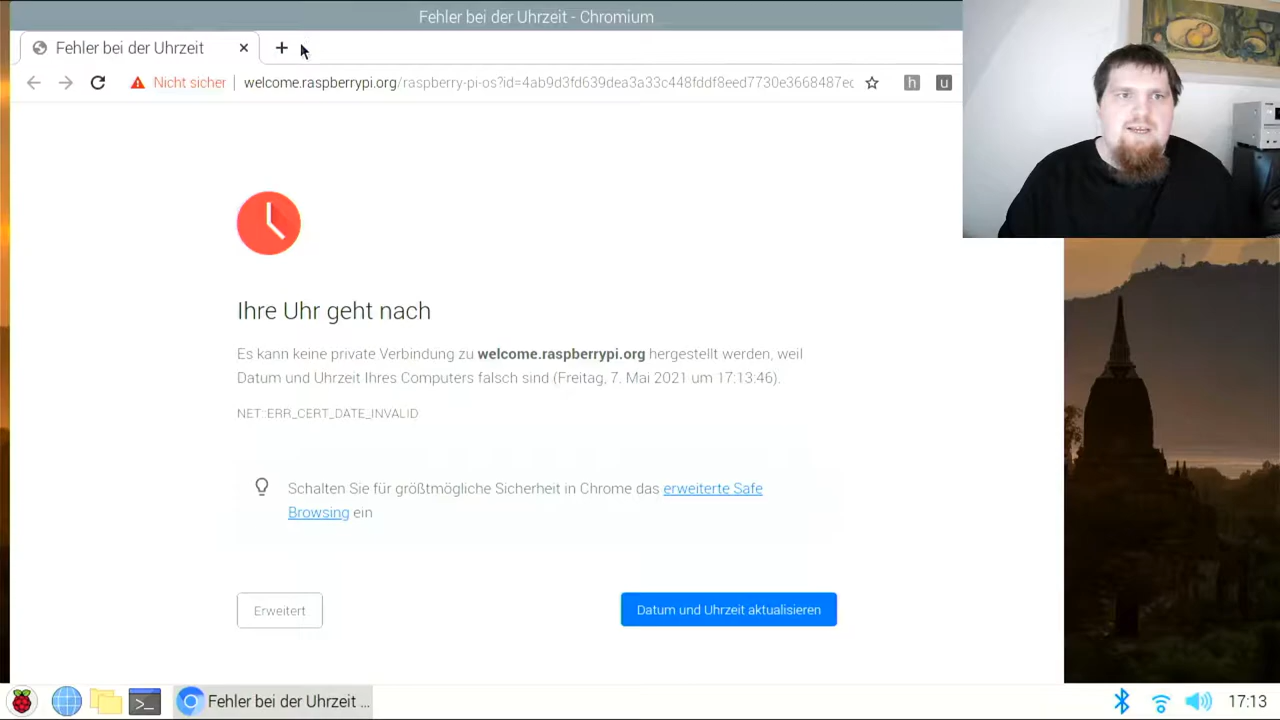 Fehler bei der Uhrzeit - Chromium
Fehler bei der Uhrzeit
Nicht sicher
welcome.raspberrypi.org/raspberry-pi-os?id=4ab9d3fd639dea3a33c448fddf8eed7730e3668487ec
h
u
Ihre Uhr geht nach
Es kann keine private Verbindung zu welcome.raspberrypi.org hergestellt werden, weil
Datum und Uhrzeit Ihres Computers falsch sind (Freitag, 7. Mai 2021 um 17:13:46).
NET::ERR_CERT_DATE_INVALID
Schalten Sie für größtmögliche Sicherheit in Chrome das erweiterte Safe
Browsing ein
Erweitert
Datum und Uhrzeit aktualisieren
Fehler bei der Uhrzeit ...
17:13